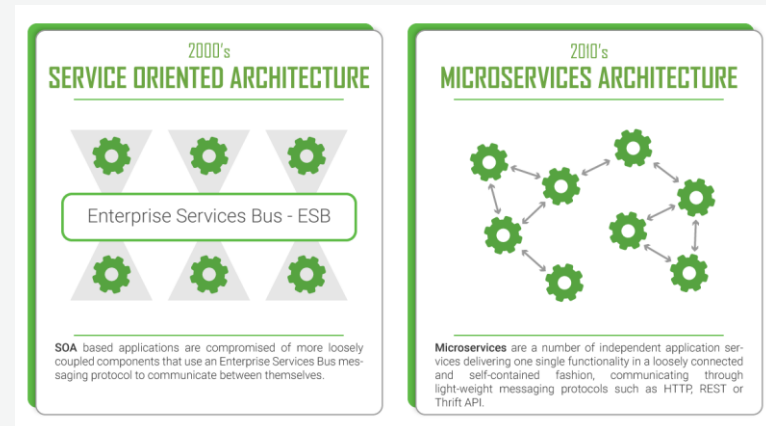 2000's
SERVICE ORIENTED ARCHITECTURE
Enterprise Services Bus - ESB
SOA based applications are compromised of more loosely
coupled components that use an Enterprise Services Bus mes-
saging protocol to communicate between themselves.
2010's
MICROSERVICES ARCHITECTURE
Microservices are a number of independent application ser-
vices delivering one single functionality in a loosely connected
and self-contained fashion, communicating through
light-weight messaging protocols such as HTTP, REST or
Thrift API.